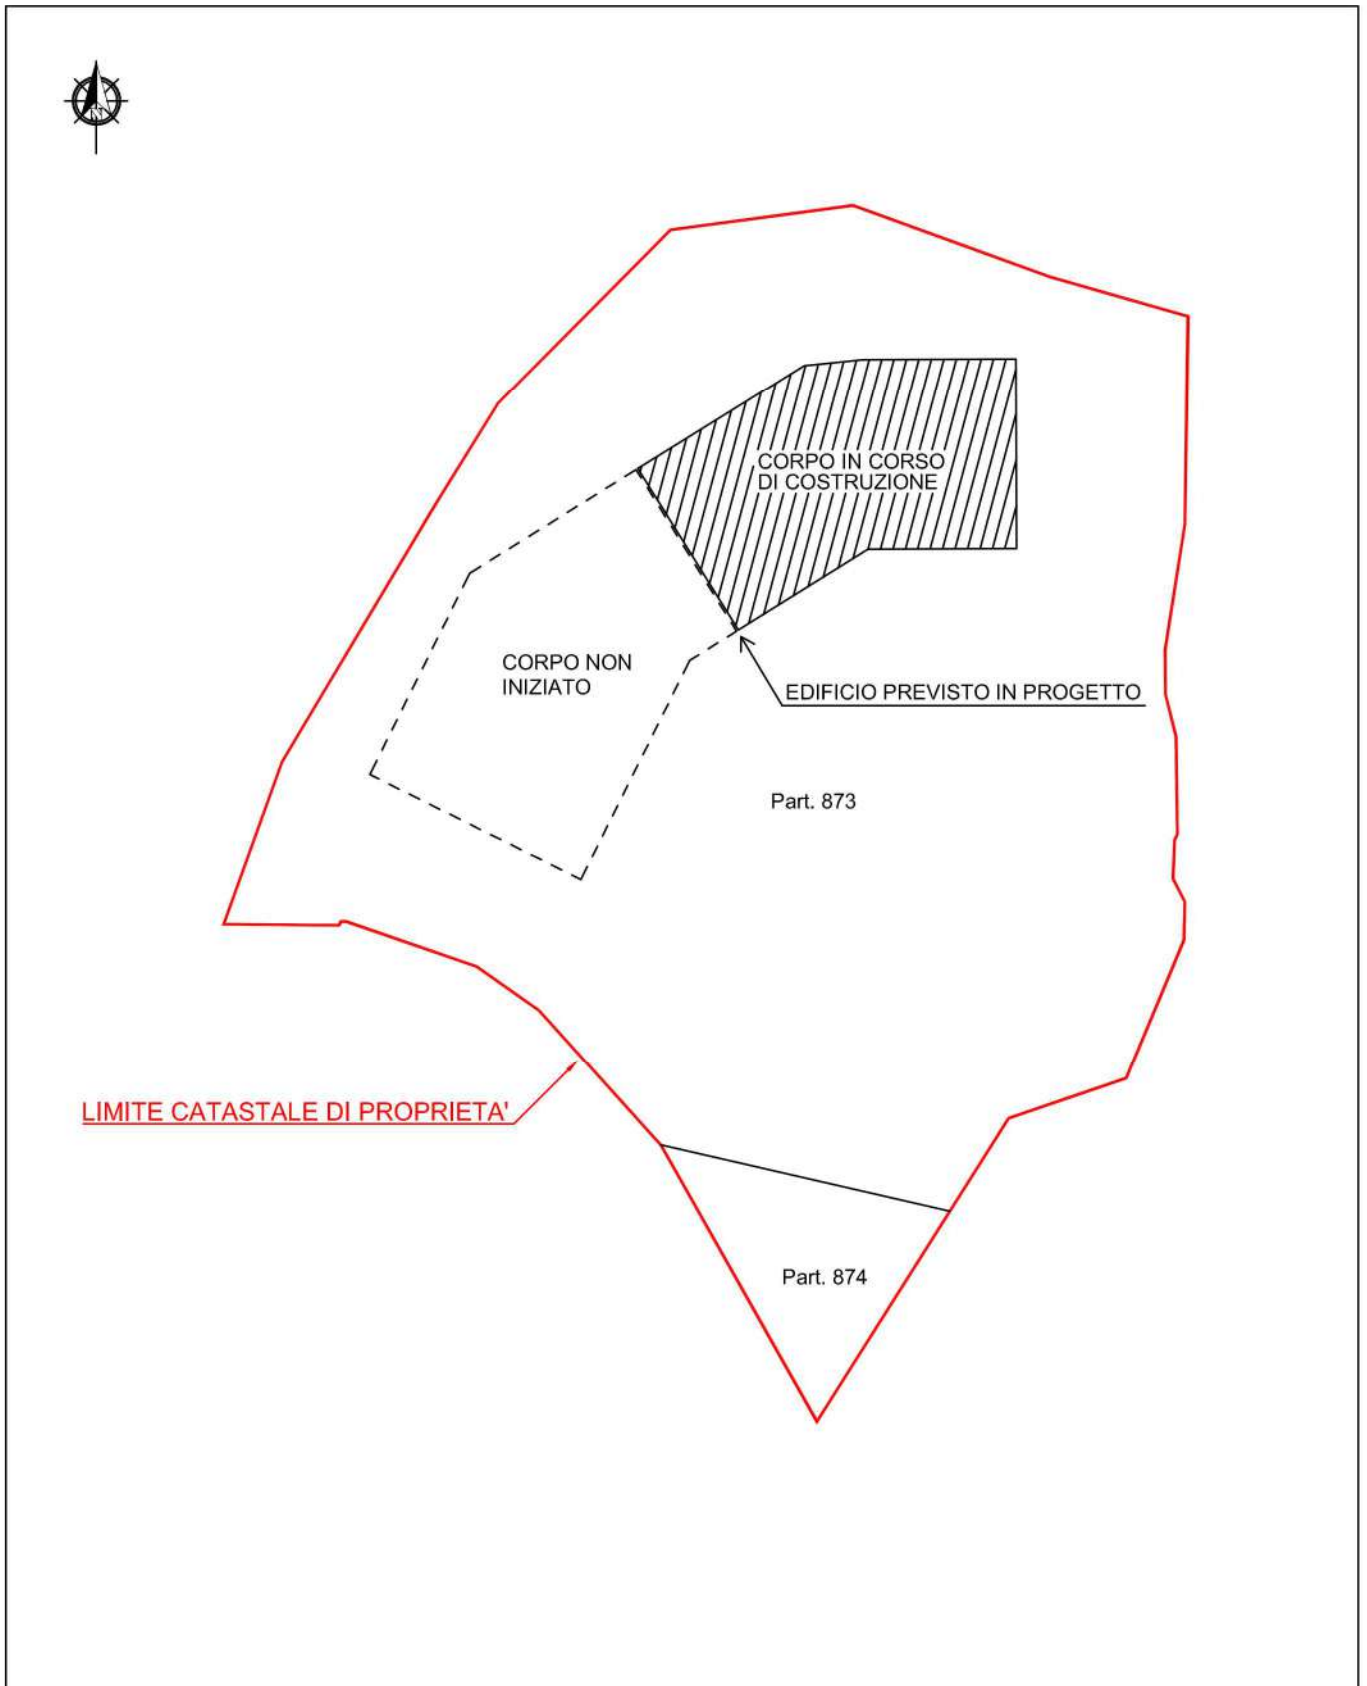 N
CORPO IN CORSO
DI COSTRUZIONE
CORPO NON
INIZIATO
EDIFICIO PREVISTO IN PROGETTO
Part. 873
LIMITE CATASTALE DI PROPRIETA'
Part. 874